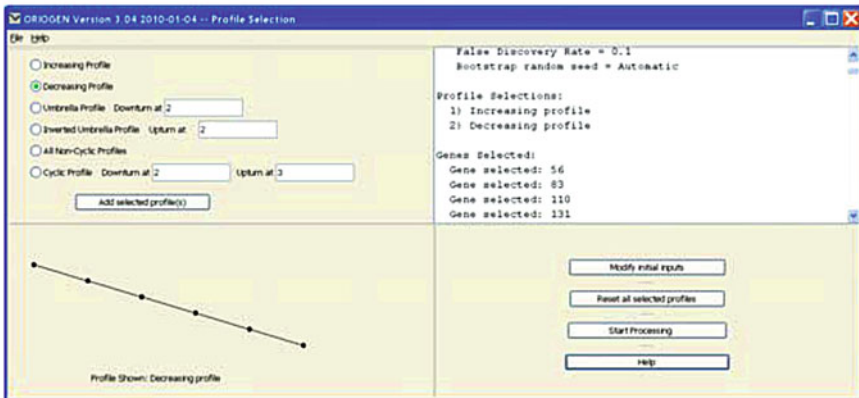 ORIOGEN Version 3.04 2010-01-04 -- Profile Selection
File Help
Increasing Profile
Decreasing Profile
Umbrella Profile Downturn at 2
Inverted Umbrella Profile Upturn at 2
All Non-Cyclic Profiles
Cyclic Profile Downturn at 2 Upturn at 3
Add selected profile(s)
False Discovery Rate = 0.1
Bootstrap random seed = Automatic
Profile Selections:
1) Increasing profile
2) Decreasing profile
Genes Selected:
Gene selected: 56
Gene selected: 83
Gene selected: 110
Gene selected: 131
Profile Shown: Decreasing profile
Modify initial inputs
Reset all selected profiles
Start Processing
Help